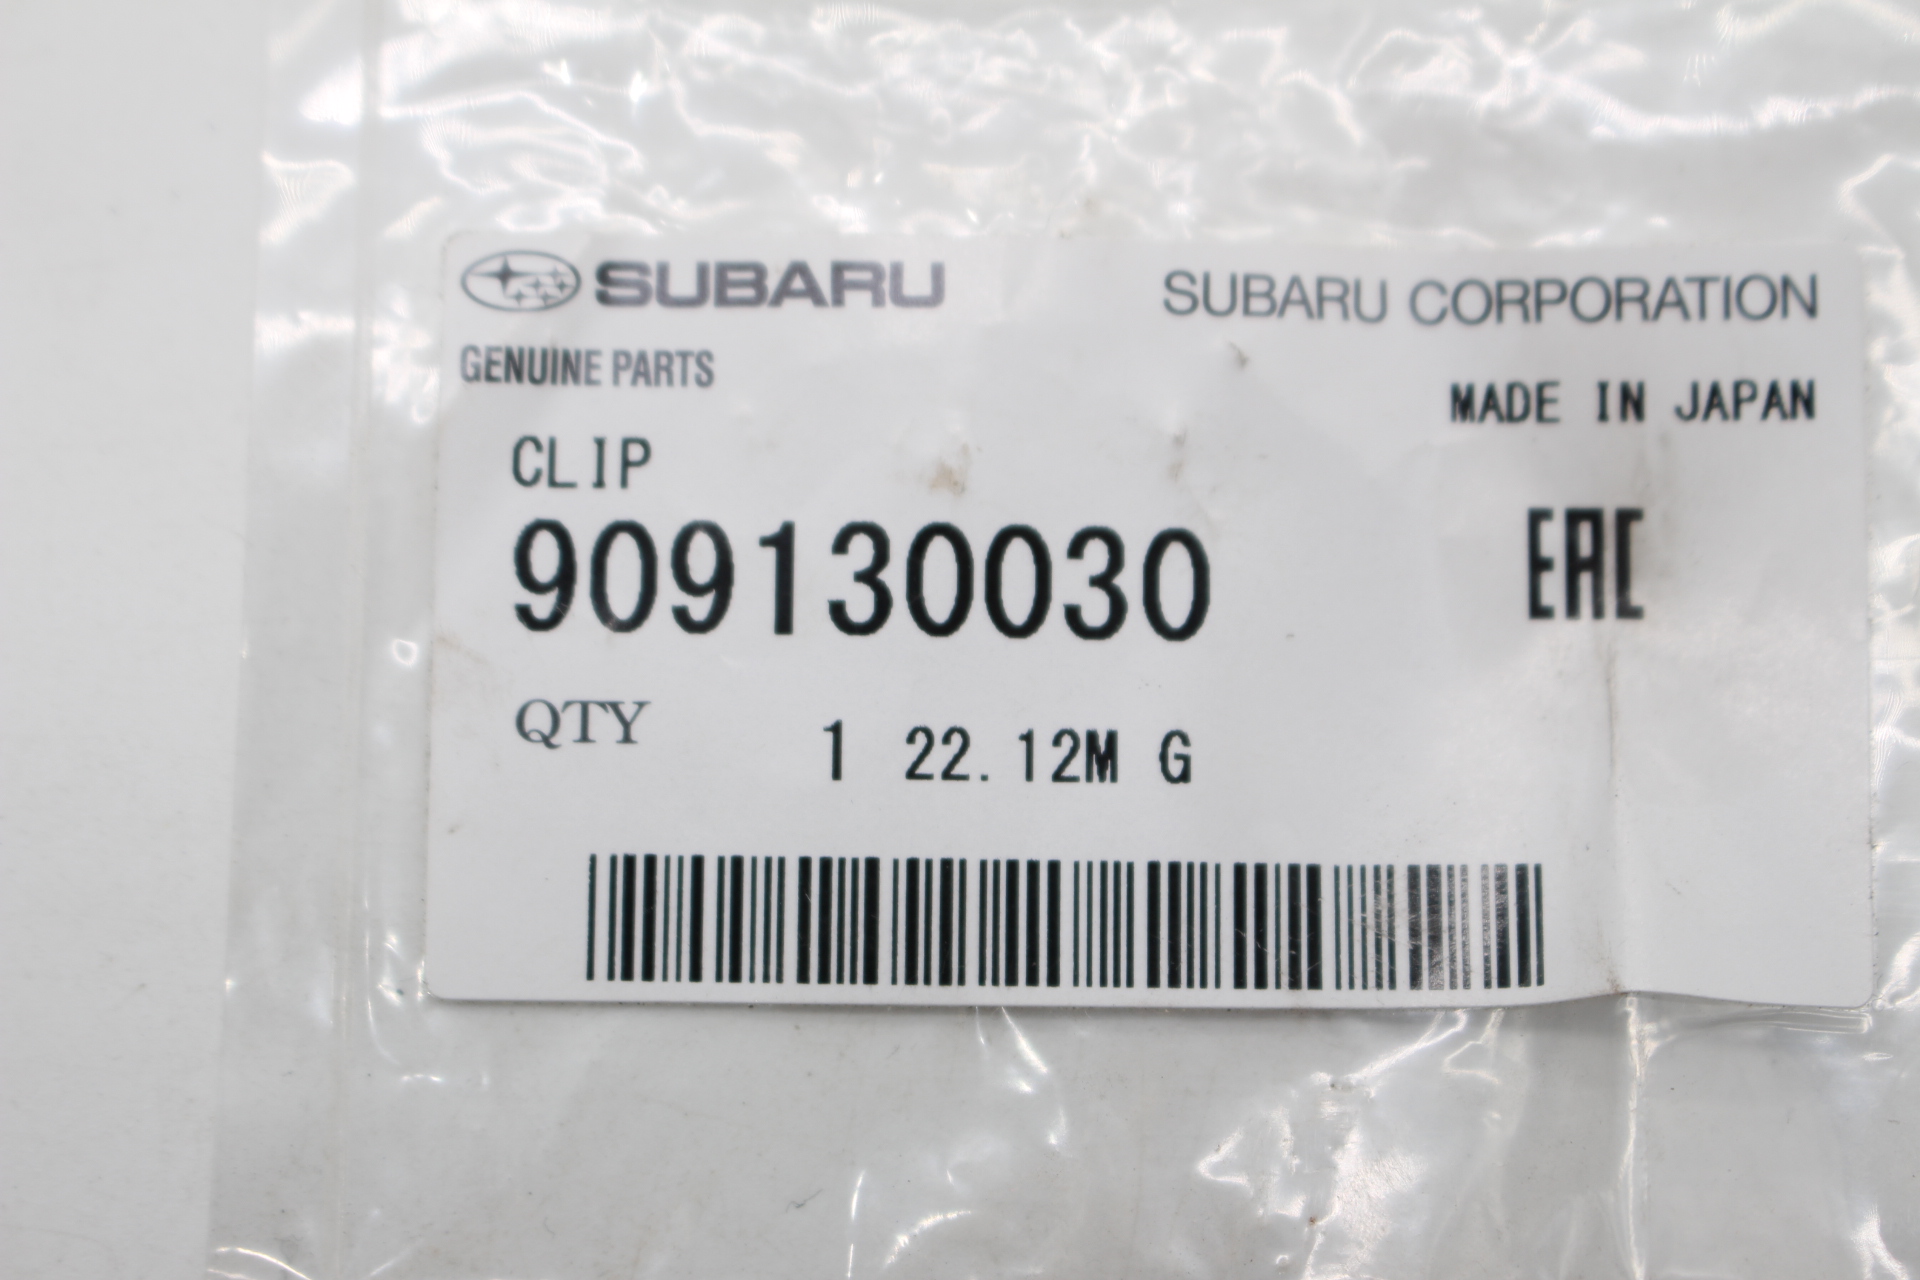 SUBARU SUBARU CORPORATION
GENUINE PARTS
MADE IN JAPAN
CLIP
909130030
EAC
QTY 1 22.12M G